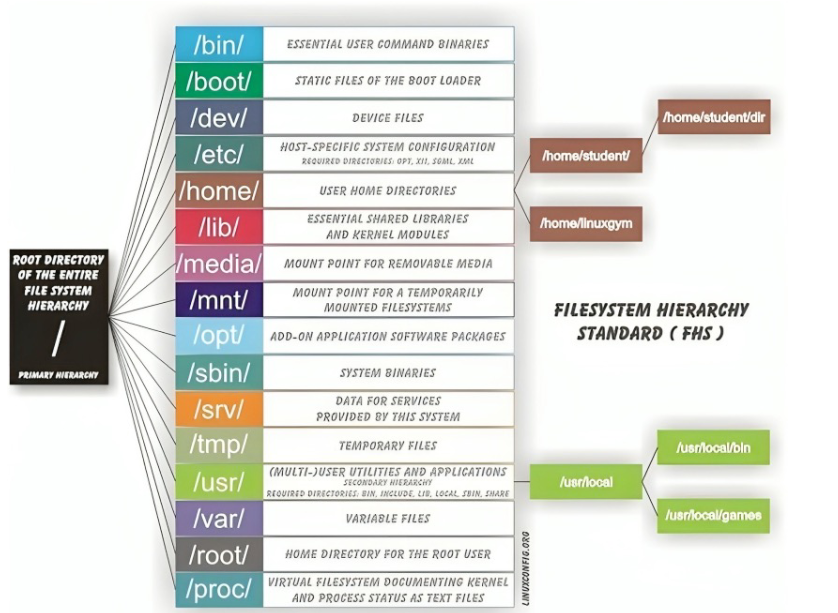 ROOT DIRECTORY
OF THE ENTIRE
FILE SYSTEM
HIERARCHY
/
PRIMARY HIERARCHY
/bin/ ESSENTIAL USER COMMAND BINARIES
/boot/ STATIC FILES OF THE BOOT LOADER
/dev/ DEVICE FILES
/etc/ HOST-SPECIFIC SYSTEM CONFIGURATION
REQUIRED DIRECTORIES: OPT, XII, SGML, XML
/home/ USER HOME DIRECTORIES
/lib/ ESSENTIAL SHARED LIBRARIES
AND KERNEL MODULES
/media/ MOUNT POINT FOR REMOVABLE MEDIA
/mnt/ MOUNT POINT FOR A TEMPORARILY
MOUNTED FILESYSTEMS
/opt/ ADD-ON APPLICATION SOFTWARE PACKAGES
/sbin/ SYSTEM BINARIES
/srv/ DATA FOR SERVICES
PROVIDED BY THIS SYSTEM
/tmp/ TEMPORARY FILES
/usr/ (MULTI-)USER UTILITIES AND APPLICATIONS
SECONDARY HIERARCHY
REQUIRED DIRECTORIES: BIN, INCLUDE, LIB, LOCAL, SBIN, SHARE
/var/ VARIABLE FILES
/root/ HOME DIRECTORY FOR THE ROOT USER
/proc/ VIRTUAL FILESYSTEM DOCUMENTING KERNEL
AND PROCESS STATUS AS TEXT FILES
/home/student/
/home/student/dir
/home/linuxgym
FILESYSTEM HIERARCHY
STANDARD ( FHS )
/usr/local
/usr/local/bin
/usr/local/games
LINUXCONFIG.ORG